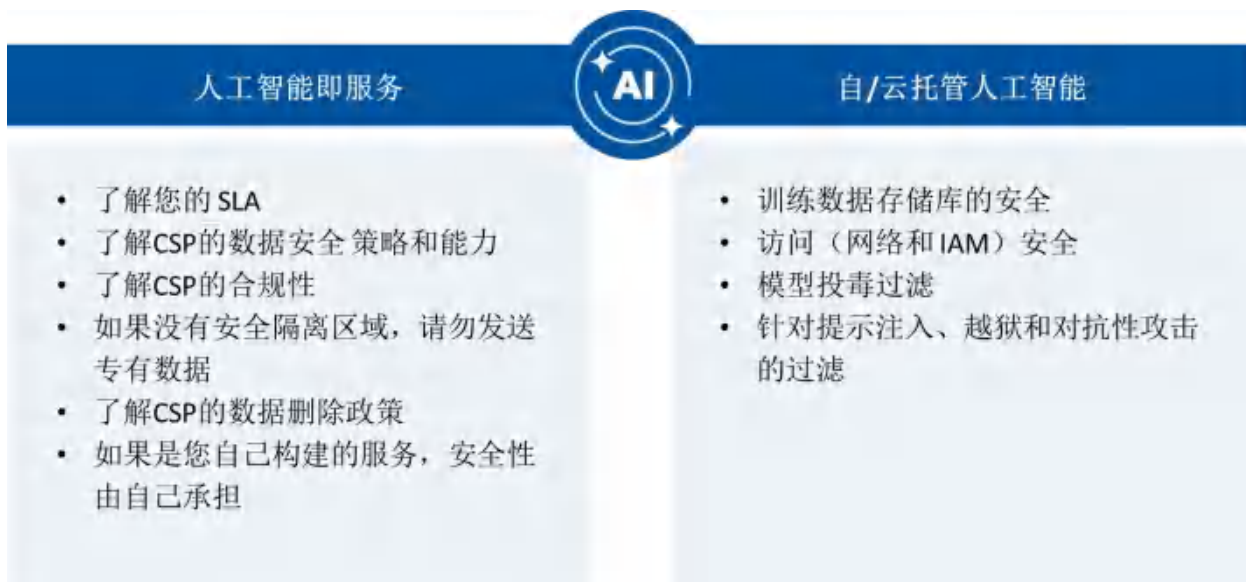 人工智能即服务
AI
自/云托管人工智能
• 了解您的 SLA
• 了解CSP的数据安全 策略和能力
• 了解CSP的合规性
• 如果没有安全隔离区域，请勿发送
专有数据
• 了解CSP的数据删除政策
• 如果是您自己构建的服务，安全性
由自己承担
• 训练数据存储库的安全
• 访问（网络和 IAM）安全
• 模型投毒过滤
• 针对提示注入、越狱和对抗性攻击
的过滤